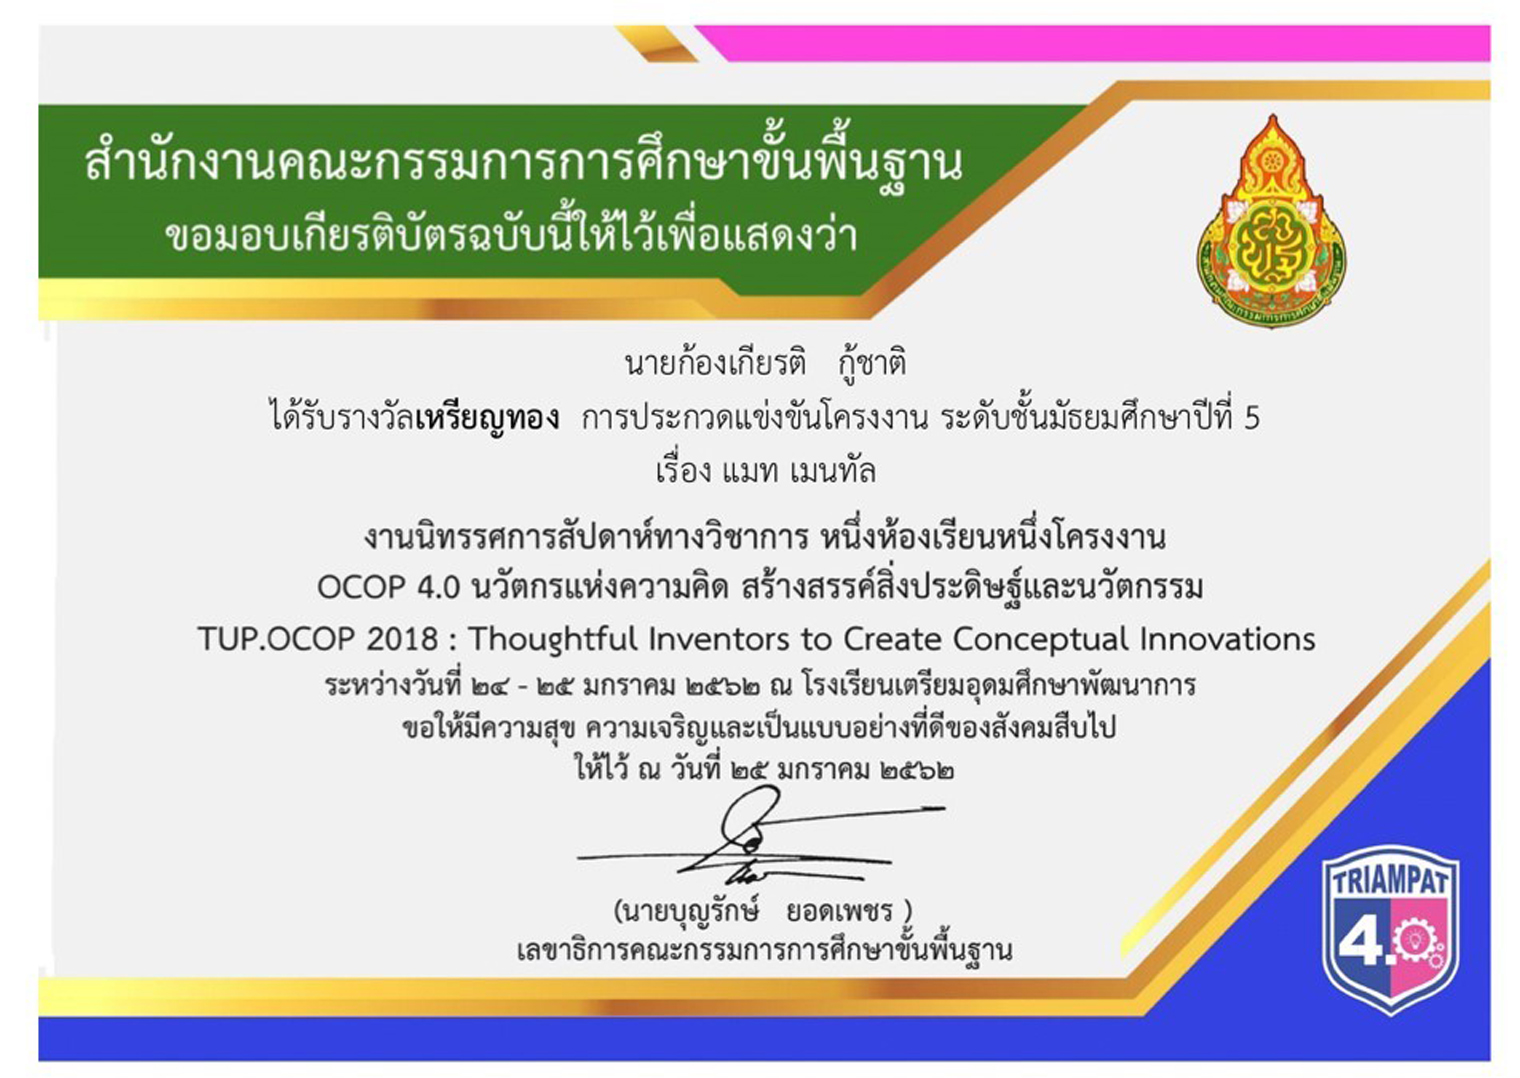 สำนักงานคณะกรรมการการศึกษาขั้นพื้นฐาน
ขอมอบเกียรติบัตรฉบับนี้ให้ไว้เพื่อแสดงว่า
นายก้องเกียรติ กู้ชาติ
ได้รับรางวัลเหรียญทอง การประกวดแข่งขันโครงงาน ระดับชั้นมัธยมศึกษาปีที่ 5
เรื่อง แมท เมนทัล
งานนิทรรศการสัปดาห์ทางวิชาการ หนึ่งห้องเรียนหนึ่งโครงงาน
OCOP 4.0 นวัตกรแห่งความคิด สร้างสรรค์สิ่งประดิษฐ์และนวัตกรรม
TUP.OCOP 2018 : Thoughtful Inventors to Create Conceptual Innovations
ระหว่างวันที่ ๒๔ - ๒๕ มกราคม ๒๕๖๒ ณ โรงเรียนเตรียมอุดมศึกษาพัฒนาการ
ขอให้มีความสุข ความเจริญและเป็นแบบอย่างที่ดีของสังคมสืบไป
ให้ไว้ ณ วันที่ ๒๕ มกราคม ๒๕๖๒
(นายบุญรักษ์ ยอดเพชร )
เลขาธิการคณะกรรมการการศึกษาขั้นพื้นฐาน
TRIAMPAT
4.0